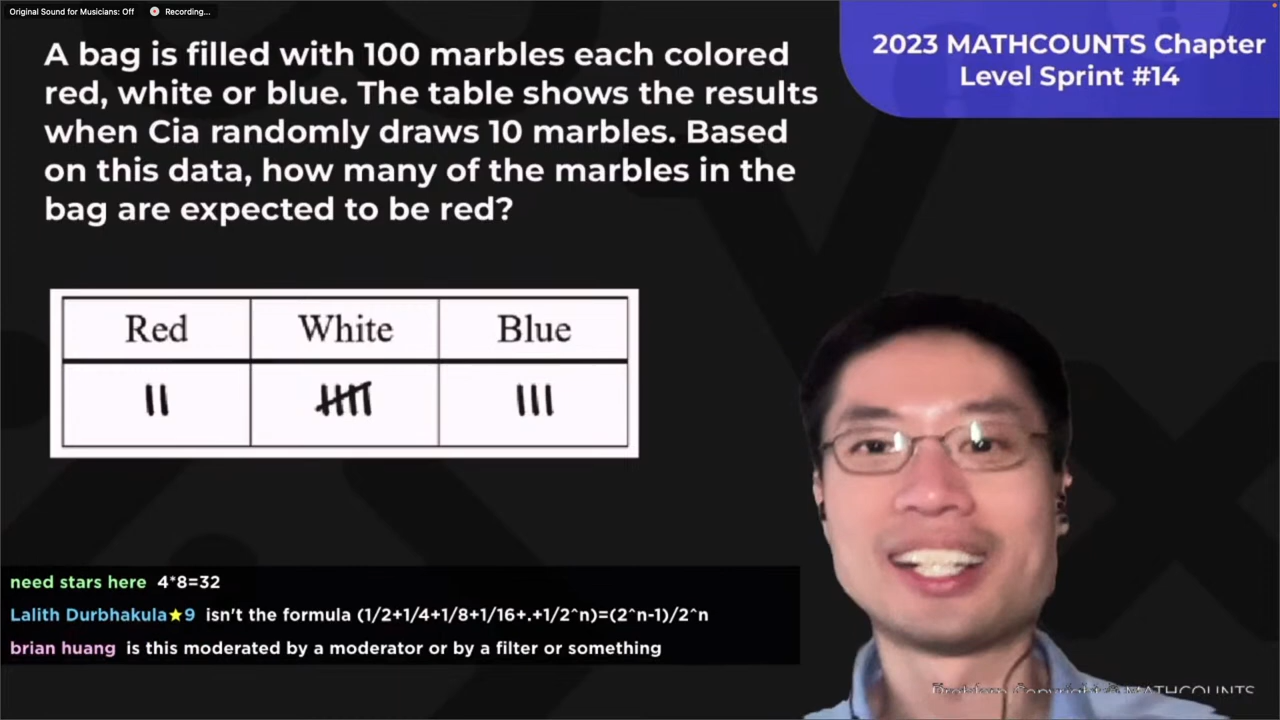 Original Sound for Musicians: Off Recording...
A bag is filled with 100 marbles each colored
red, white or blue. The table shows the results
when Cia randomly draws 10 marbles. Based
on this data, how many of the marbles in the
bag are expected to be red?
2023 MATHCOUNTS Chapter
Level Sprint #14
Red White Blue
need stars here 4*8=32
Lalith Durbhakula★9 isn't the formula (1/2+1/4+1/8+1/16+.+1/2^n)=(2^n-1)/2^n
brian huang is this moderated by a moderator or by a filter or something
Problem Copyright © MATHCOUNTS